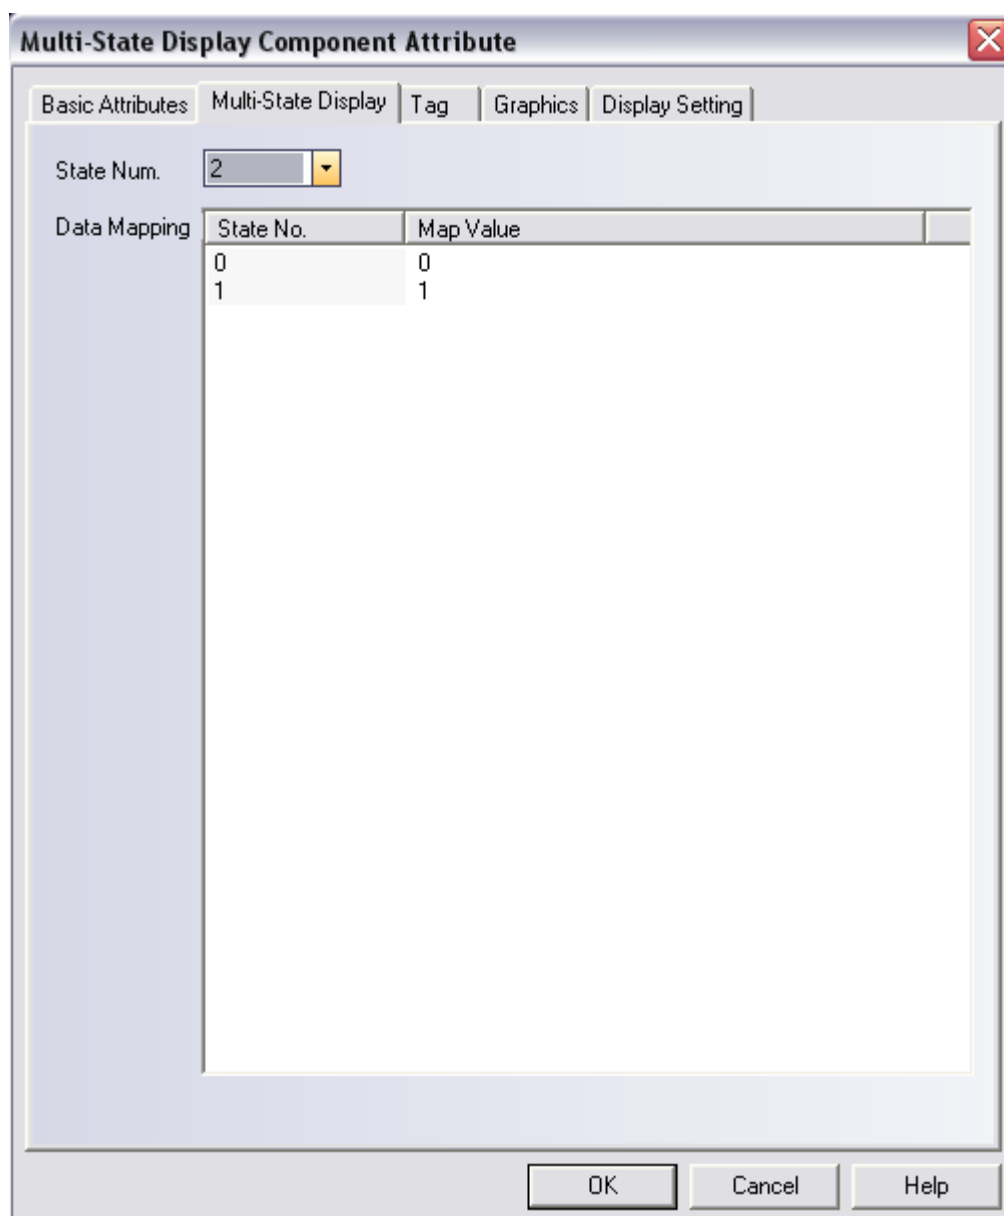 Multi-State Display Component Attribute
Basic Attributes Multi-State Display Tag Graphics Display Setting
State Num. 2
Data Mapping State No. Map Value
0 0
1 1
OK Cancel Help